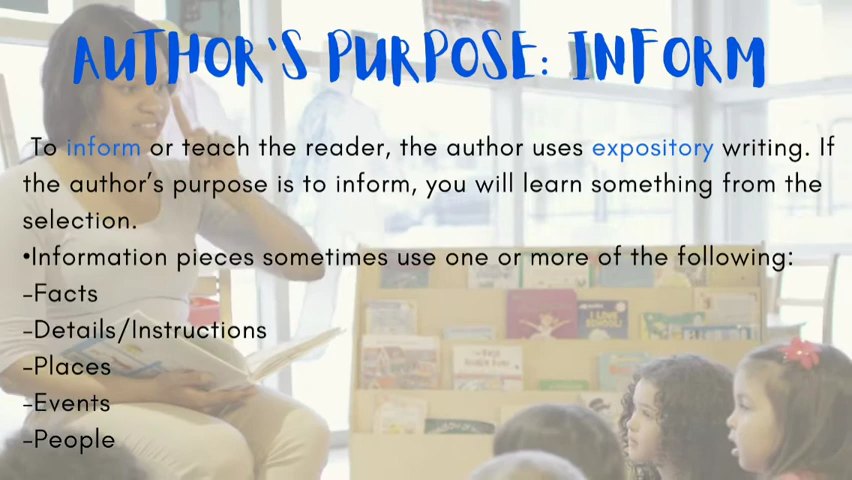 AUTHOR'S PURPOSE: INFORM
To inform or teach the reader, the author uses expository writing. If
the author's purpose is to inform, you will learn something from the
selection.
•Information pieces sometimes use one or more of the following:
-Facts
-Details/Instructions
-Places
-Events
-People